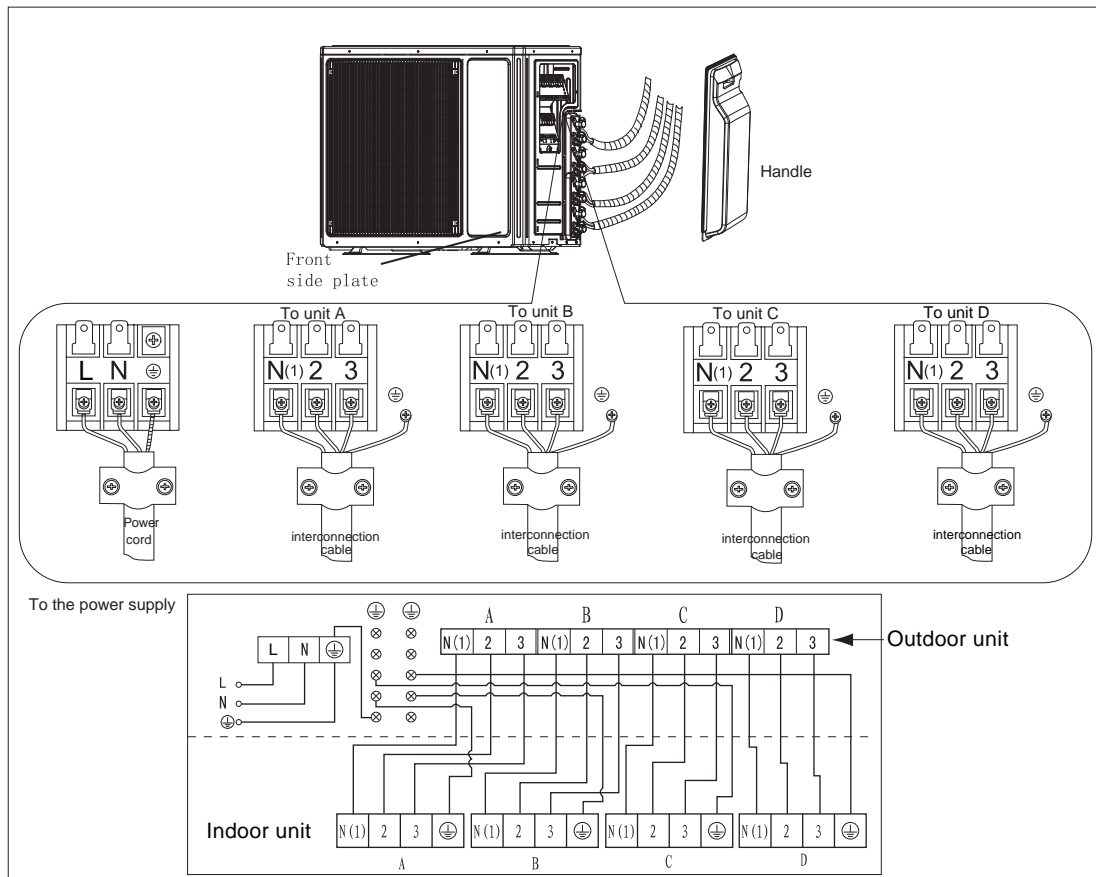 Handle
Front
side plate
To unit A
To unit B
To unit C
To unit D
L N
N(1) 2 3
N(1) 2 3
N(1) 2 3
N(1) 2 3
Power
cord
interconnection
cable
interconnection
cable
interconnection
cable
interconnection
cable
To the power supply
A B C D
N(1) 2 3 N(1) 2 3 N(1) 2 3 N(1) 2 3
Outdoor unit
L N
L
N
Indoor unit
N(1) 2 3 N(1) 2 3 N(1) 2 3 N(1) 2 3
A B C D